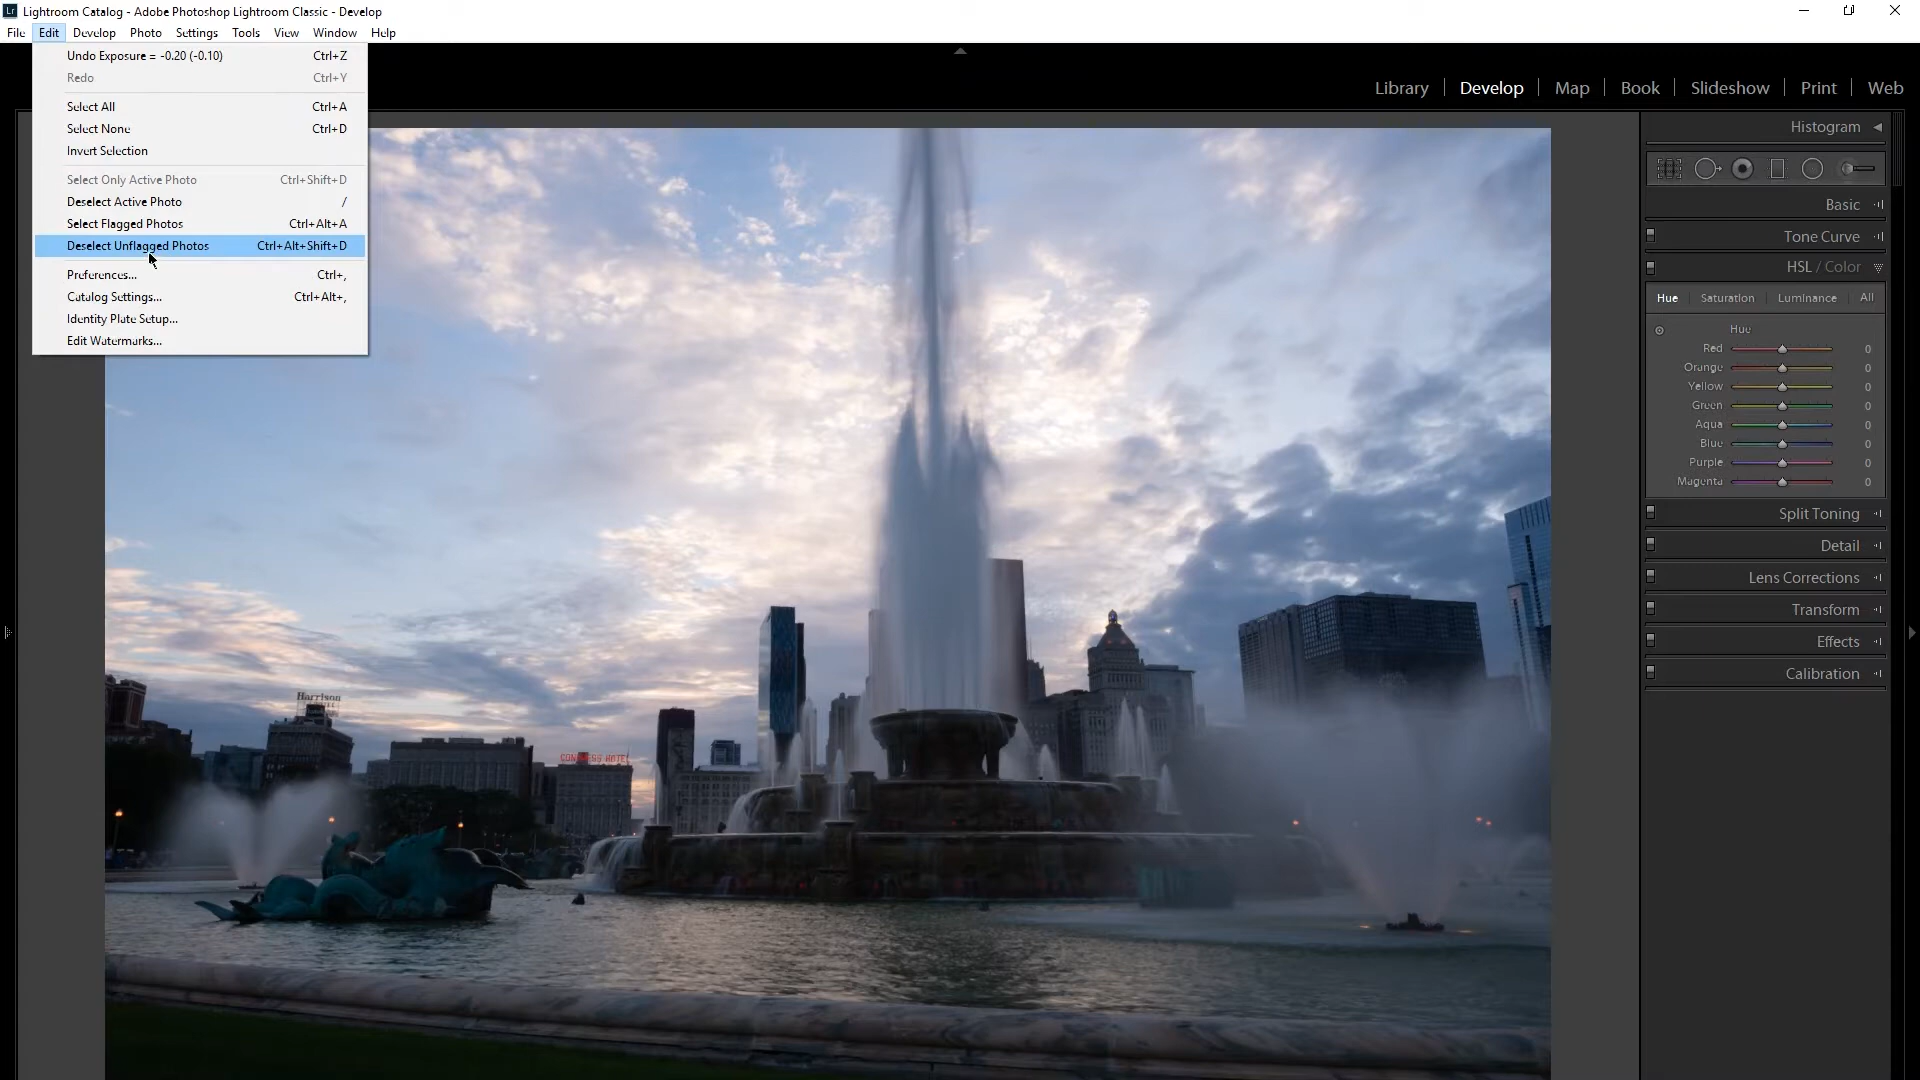 Lr Lightroom Catalog - Adobe Photoshop Lightroom Classic - Develop
File Edit Develop Photo Settings Tools View Window Help
Undo Exposure = -0.20 (-0.10) Ctrl+Z
Redo Ctrl+Y
Select All Ctrl+A
Select None Ctrl+D
Invert Selection
Select Only Active Photo Ctrl+Shift+D
Deselect Active Photo /
Select Flagged Photos Ctrl+Alt+A
Deselect Unflagged Photos Ctrl+Alt+Shift+D
Preferences... Ctrl+,
Catalog Settings... Ctrl+Alt+,
Identity Plate Setup...
Edit Watermarks...
Library Develop Map Book Slideshow Print Web
Histogram
Basic
Tone Curve
HSL / Color
Hue Saturation Luminance All
Hue
Red 0
Orange 0
Yellow 0
Green 0
Aqua 0
Blue 0
Purple 0
Magenta 0
Split Toning
Detail
Lens Corrections
Transform
Effects
Calibration
Harrison
HOTEL
CONGRESS HOTEL